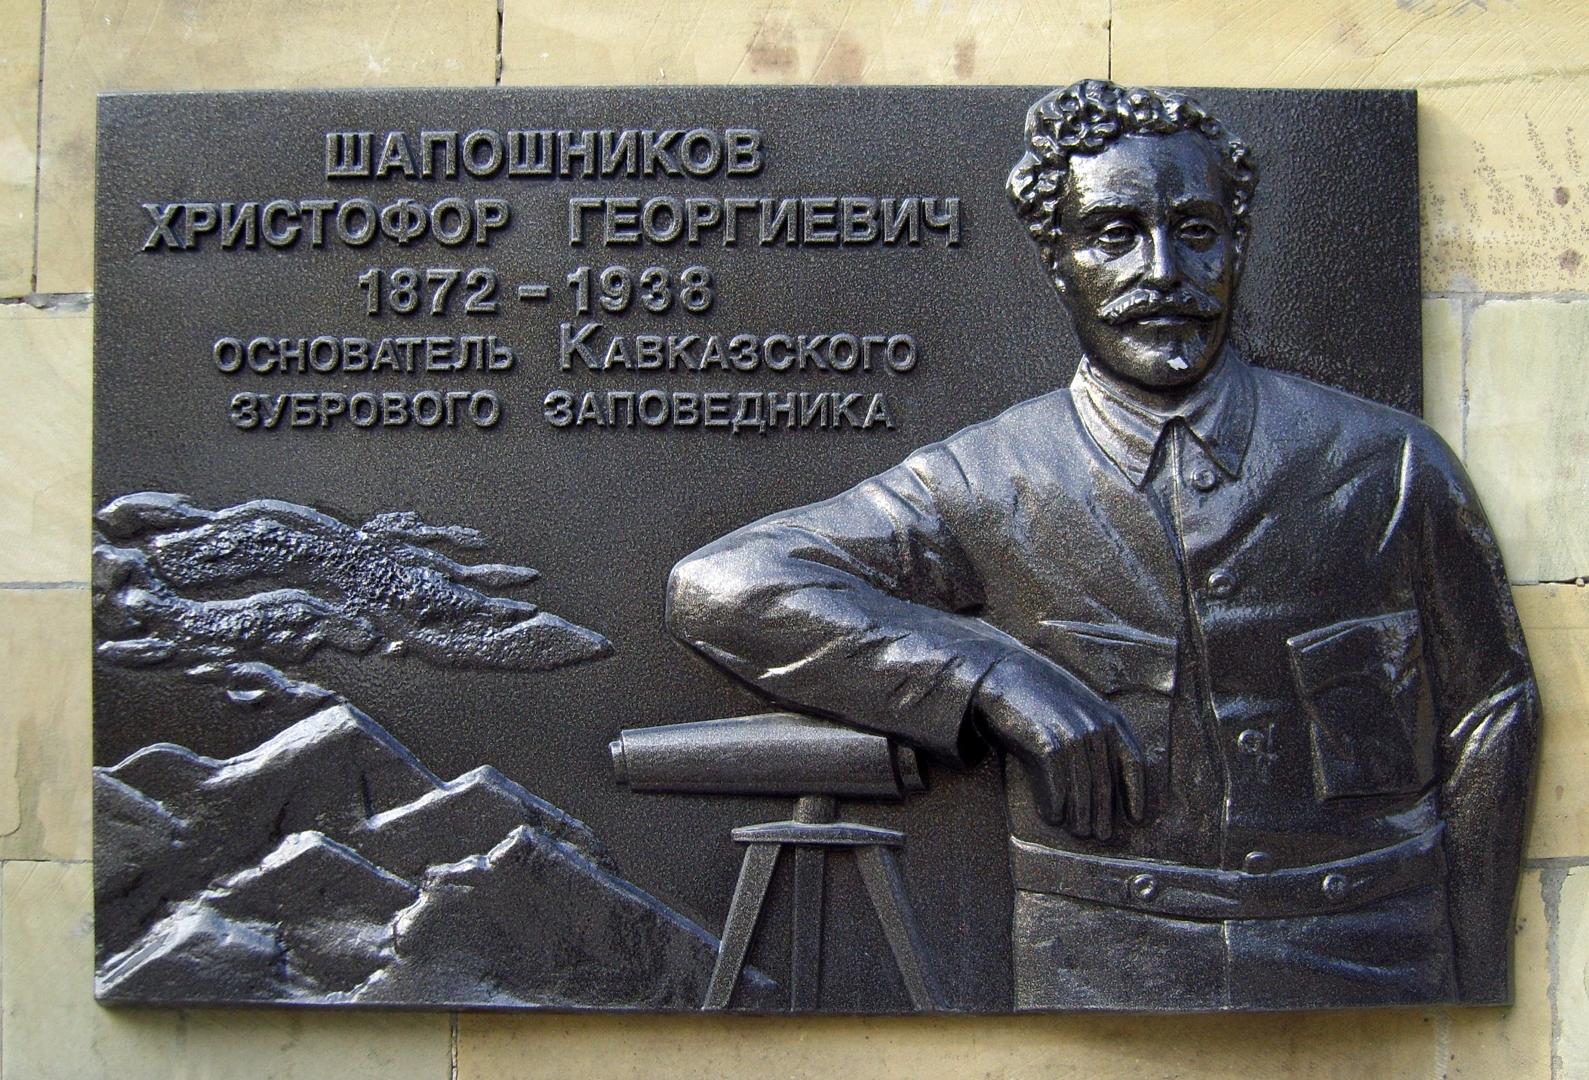 ШАПОШНИКОВ
ХРИСТОФОР ГЕОРГИЕВИЧ
1872 - 1938
ОСНОВАТЕЛЬ КАВКАЗСКОГО
ЗУБРОВОГО ЗАПОВЕДНИКА